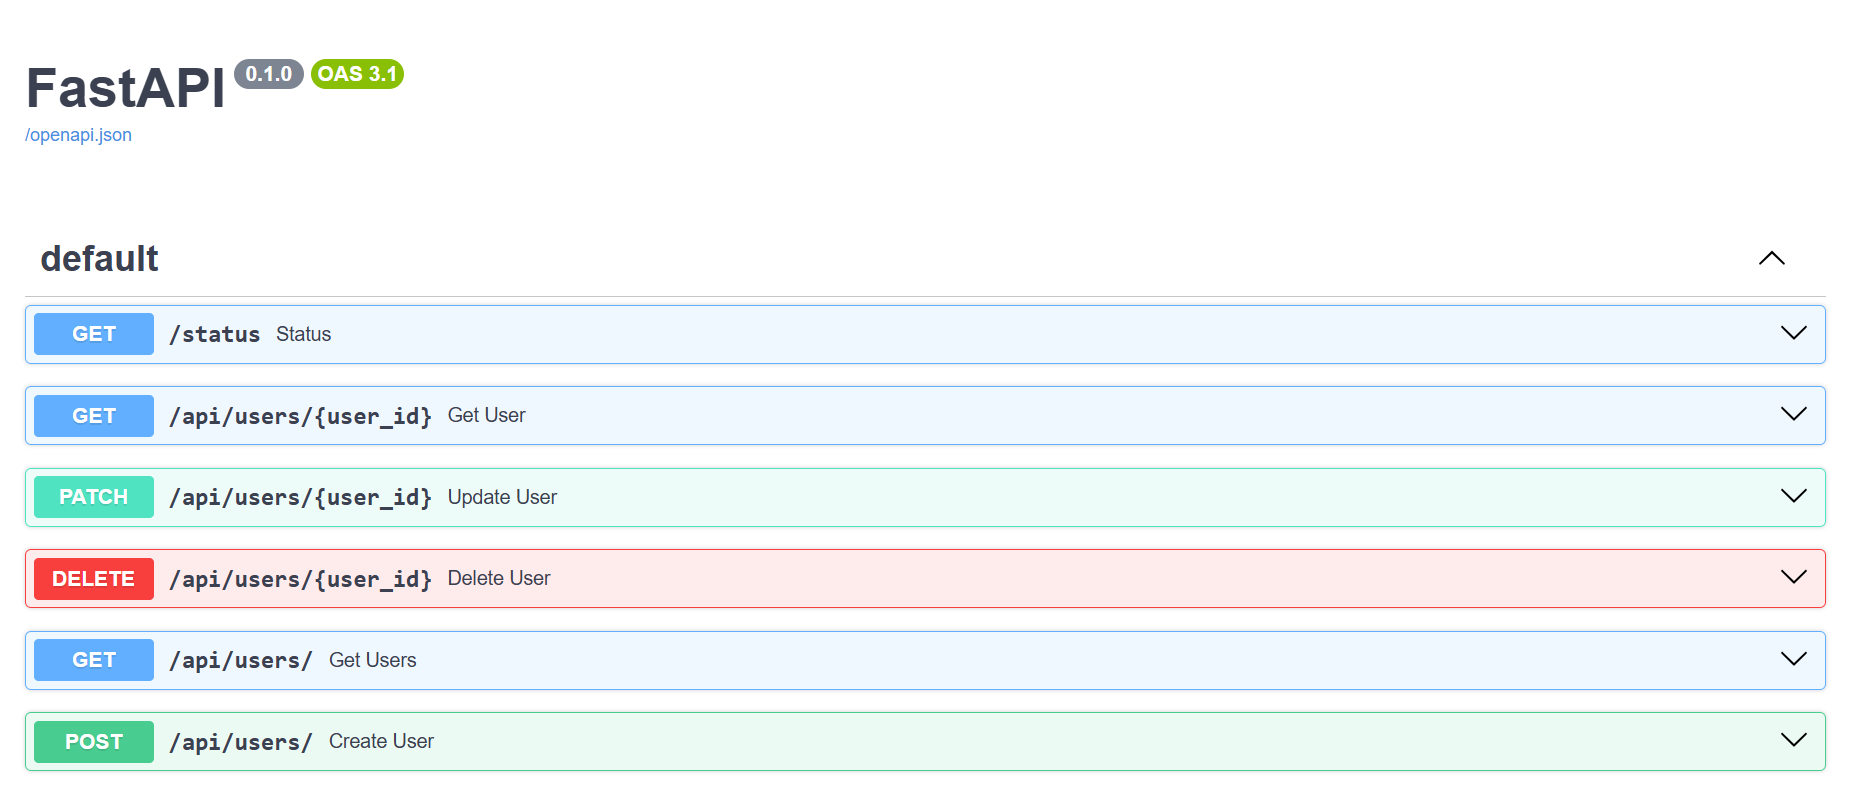 FastAPI 0.1.0 OAS 3.1
/openapi.json
default
GET /status Status
GET /api/users/{user_id} Get User
PATCH /api/users/{user_id} Update User
DELETE /api/users/{user_id} Delete User
GET /api/users/ Get Users
POST /api/users/ Create User